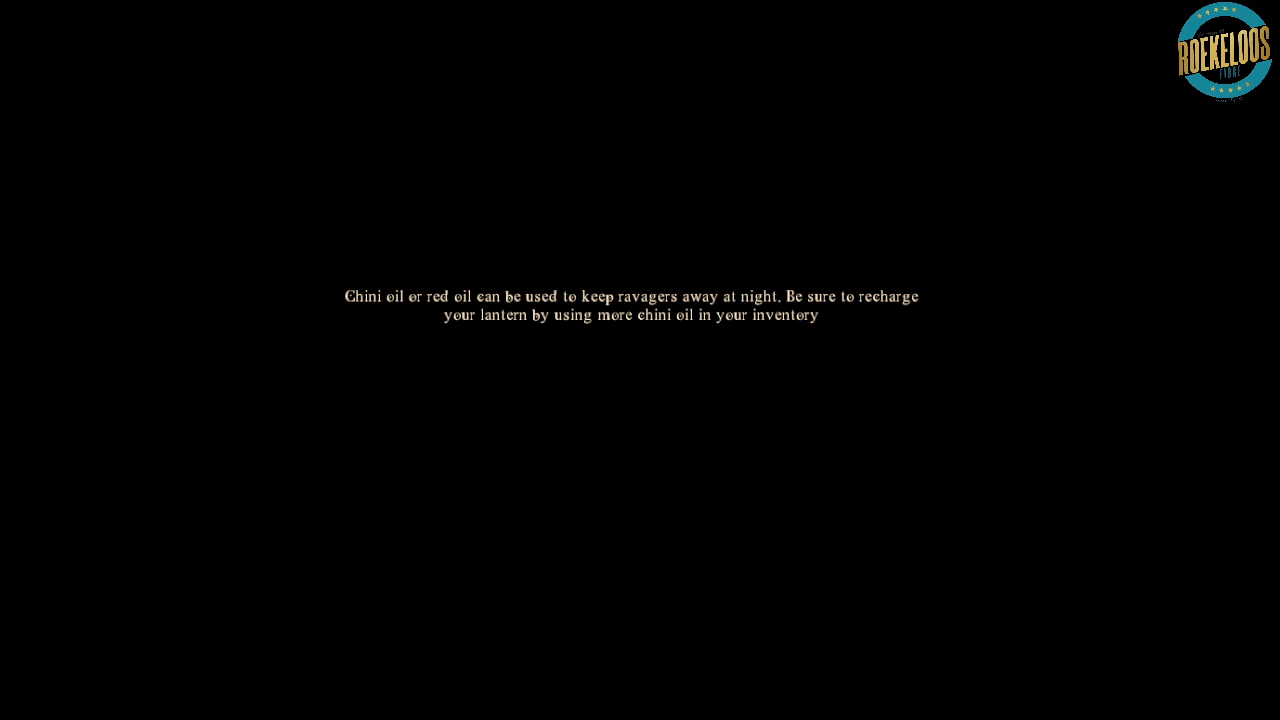 ROEKELOOS
Chini oil or red oil can be used to keep ravagers away at night. Be sure to recharge
your lantern by using more chini oil in your inventory